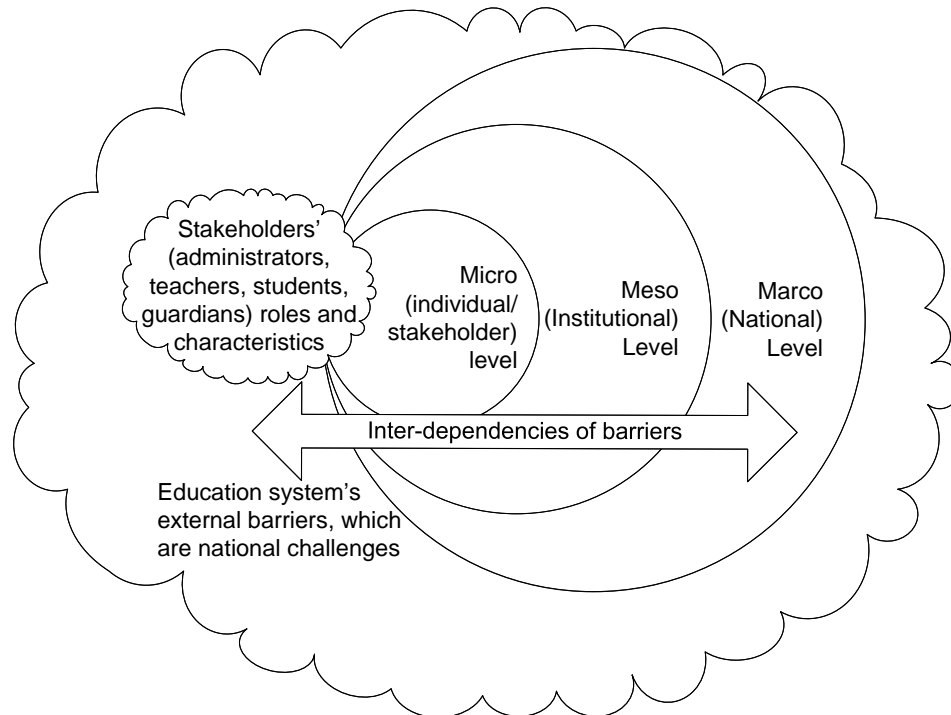 Stakeholders'
(administrators,
teachers, students,
guardians) roles and
characteristics
Micro
(individual/
stakeholder)
level
Meso
(Institutional)
Level
Marco
(National)
Level
Inter-dependencies of barriers
Education system's
external barriers, which
are national challenges